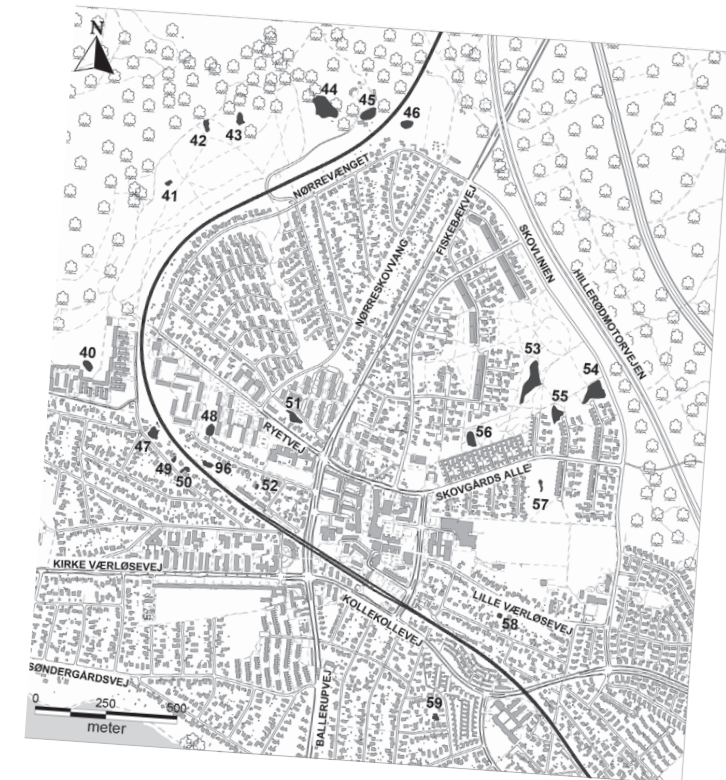 N
44
45
46
42
43
41
NØRREVÆNGET
FISKEBÆKVEJ
SKOVLINIEN
NØRRESKOVVANG
HILLERØDMOTORVEJEN
40
53
54
51
55
48
RYETVEJ
56
47
49
50
96
52
SKOVGÅRDS ALLE
57
KIRKE VÆRLØSEVEJ
LILLE VÆRLØSEVEJ
58
KOLLEKOLLEVEJ
SØNDERGÅRDSVEJ
BALLERUPVEJ
59
0 250 500
meter